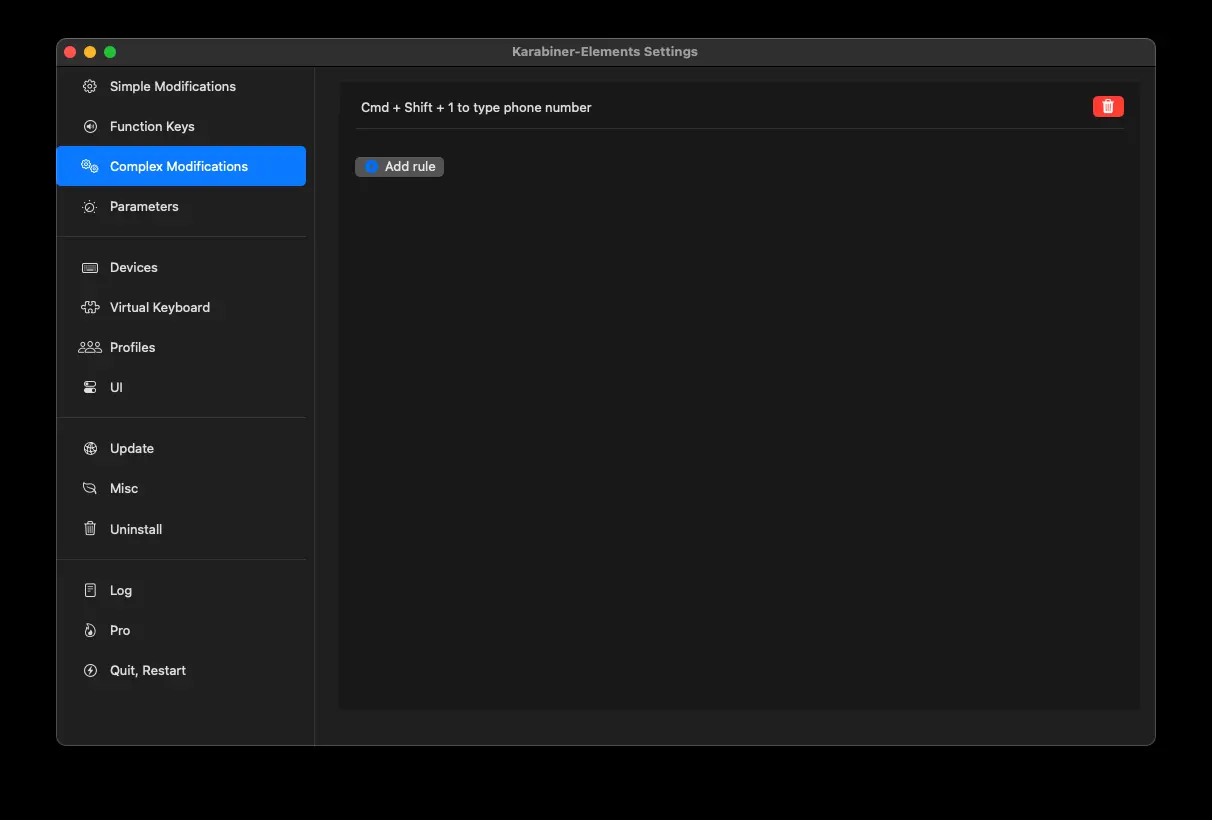 Karabiner-Elements Settings
Simple Modifications
Function Keys
Complex Modifications
Parameters
Devices
Virtual Keyboard
Profiles
UI
Update
Misc
Uninstall
Log
Pro
Quit, Restart
Cmd + Shift + 1 to type phone number
Add rule